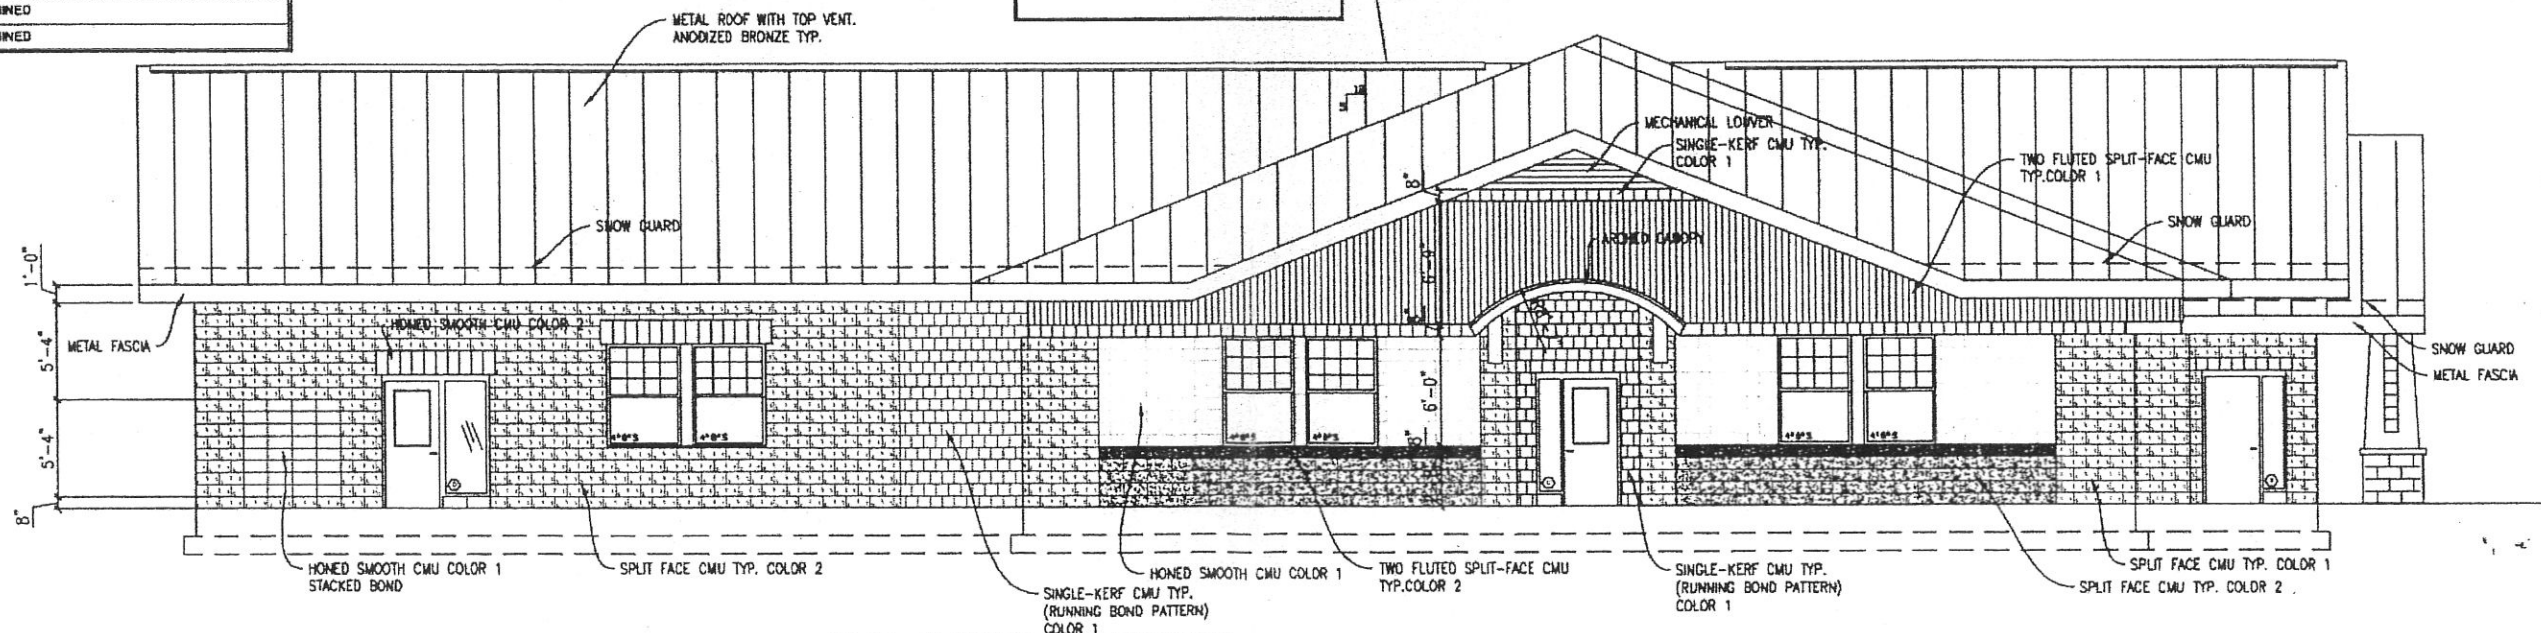 METAL ROOF WITH TOP VENT.
ANODIZED BRONZE TYP.
12
MECHANICAL LOUVER
SINGLE-KERF CMU TYP.
COLOR 1
TWO FLUTED SPLIT-FACE CMU
TYP.COLOR 1
8"
SNOW GUARD
SNOW GUARD
ARCHED CANOPY
1'-0"
6'-9"
METAL FASCIA
HONED SMOOTH CMU COLOR 2
5'-4"
8"
SNOW GUARD
METAL FASCIA
6'-0"
5'-4"
8"
8"
HONED SMOOTH CMU COLOR 1
STACKED BOND
SPLIT FACE CMU TYP. COLOR 2
SINGLE-KERF CMU TYP.
(RUNNING BOND PATTERN)
COLOR 1
HONED SMOOTH CMU COLOR 1
TWO FLUTED SPLIT-FACE CMU
TYP.COLOR 2
SINGLE-KERF CMU TYP.
(RUNNING BOND PATTERN)
COLOR 1
SPLIT FACE CMU TYP. COLOR 2
SPLIT FACE CMU TYP. COLOR 1